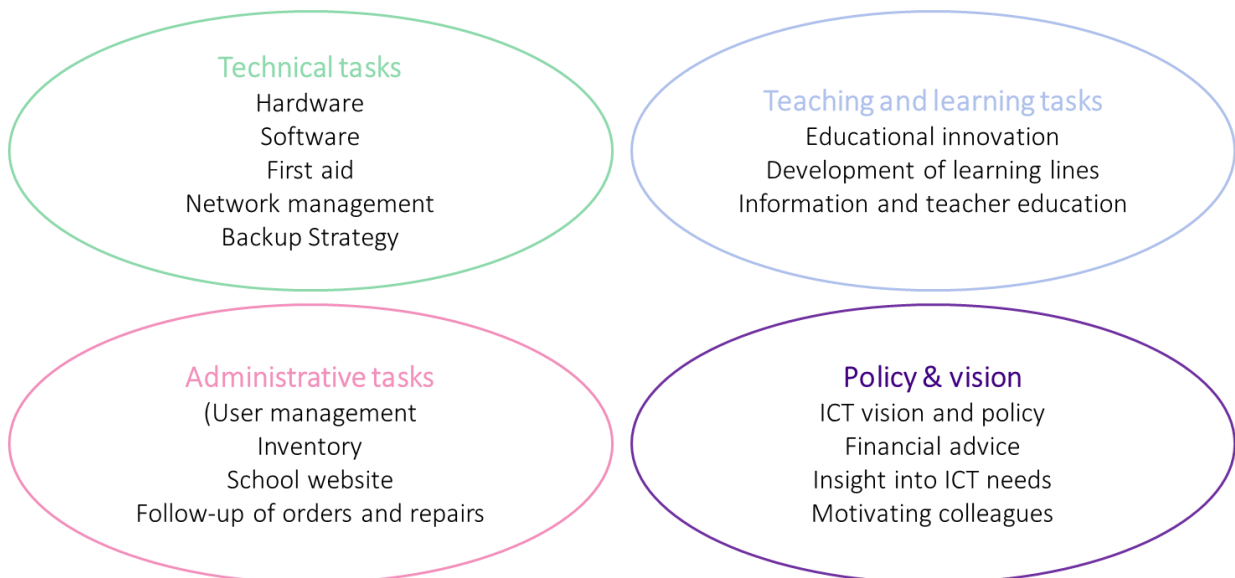 Technical tasks
Hardware
Software
First aid
Network management
Backup Strategy
Teaching and learning tasks
Educational innovation
Development of learning lines
Information and teacher education
Administrative tasks
(User management
Inventory
School website
Follow-up of orders and repairs
Policy & vision
ICT vision and policy
Financial advice
Insight into ICT needs
Motivating colleagues